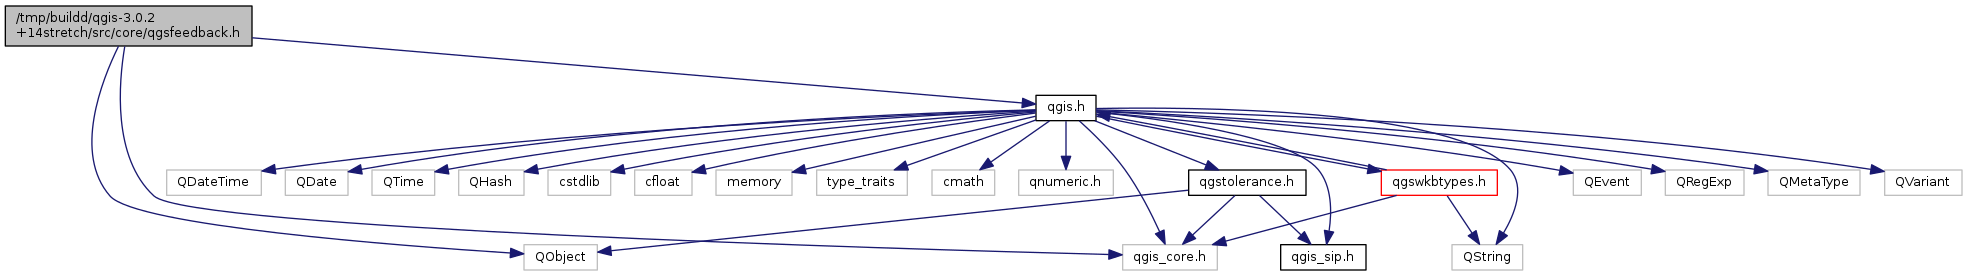 /tmp/buildd/qgis-3.0.2
+14stretch/src/core/qgsfeedback.h
qgis.h
QDateTime
QDate
QTime
QHash
cstdlib
cfloat
memory
type_traits
cmath
qnumeric.h
qgstolerance.h
qgswkbtypes.h
QEvent
QRegExp
QMetaType
QVariant
QObject
qgis_core.h
qgis_sip.h
QString